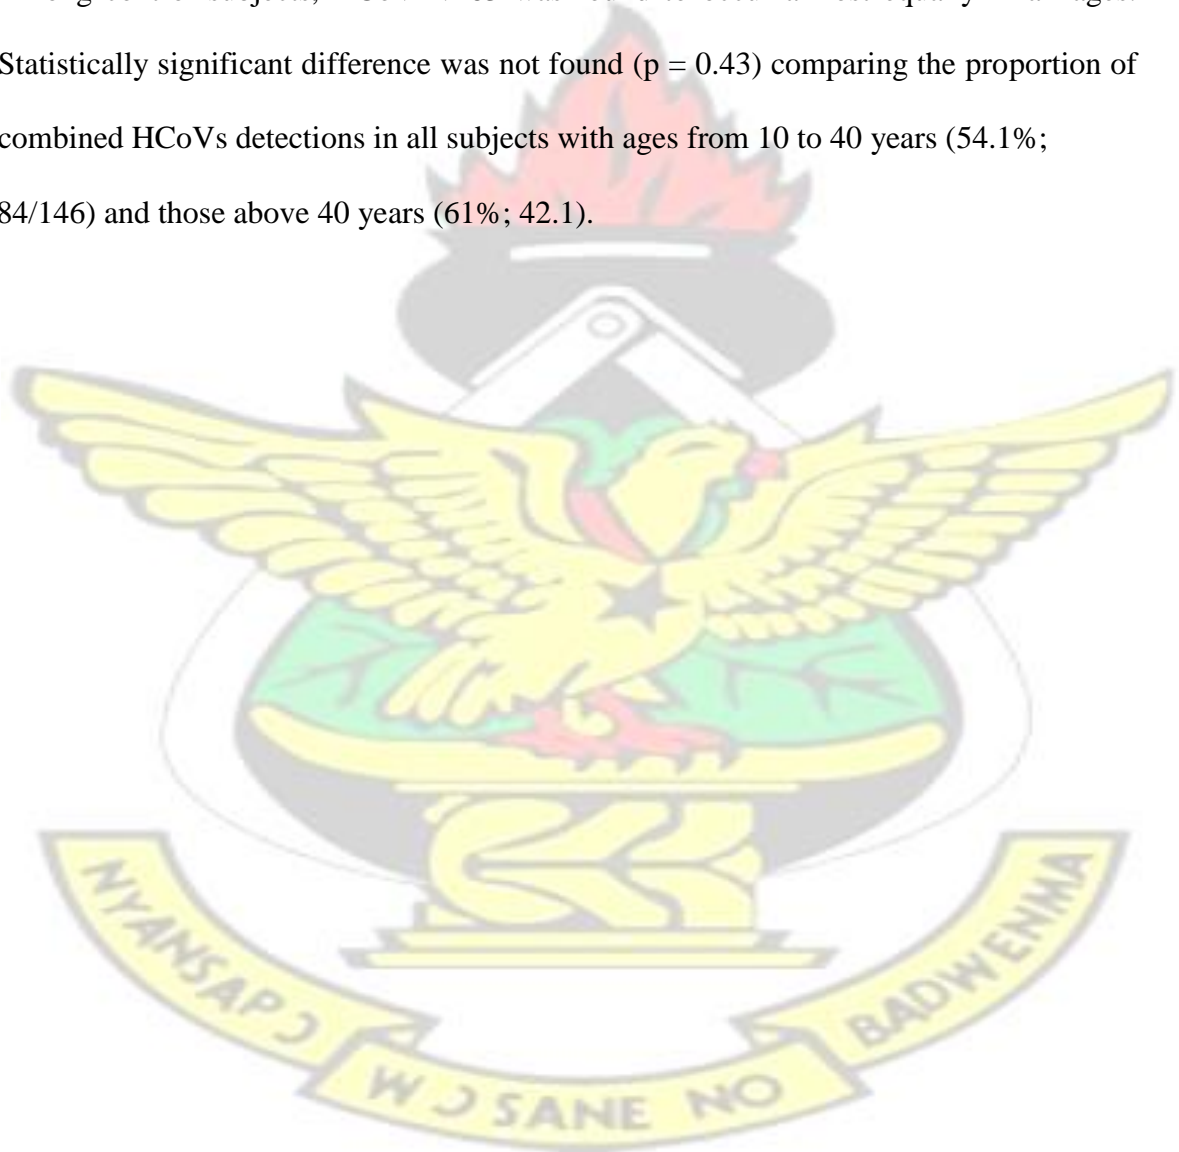 Statistically significant difference was not found (p = 0.43) comparing the proportion of
combined HCoVs detections in all subjects with ages from 10 to 40 years (54.1%;
84/146) and those above 40 years (61%; 42.1).
NYANSAPƆ
WƆ SANE NO
BADWENMA